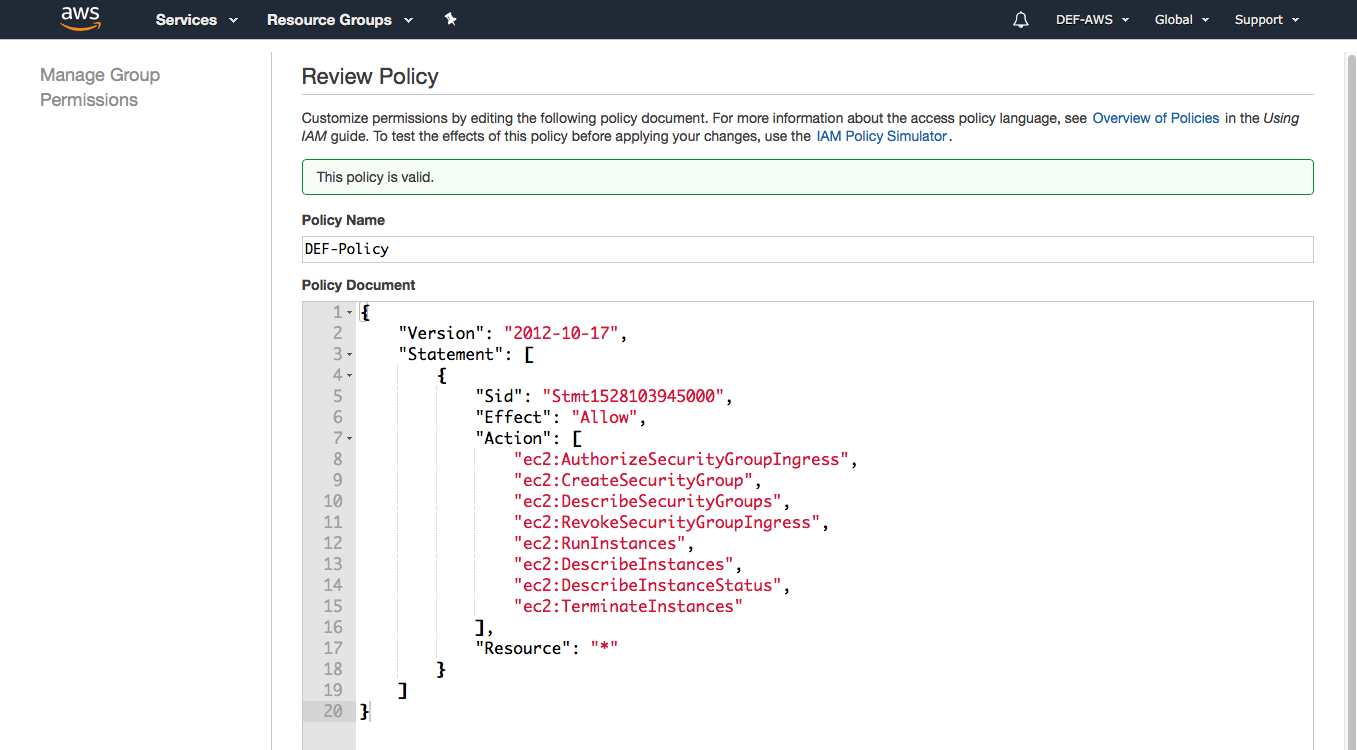 aws Services Resource Groups DEF-AWS Global Support
Manage Group
Permissions
Review Policy
Customize permissions by editing the following policy document. For more information about the access policy language, see Overview of Policies in the Using
IAM guide. To test the effects of this policy before applying your changes, use the IAM Policy Simulator.
This policy is valid.
Policy Name
DEF-Policy
Policy Document
1 {
2 "Version": "2012-10-17",
3 "Statement": [
4 {
5 "Sid": "Stmt1528103945000",
6 "Effect": "Allow",
7 "Action": [
8 "ec2:AuthorizeSecurityGroupIngress",
9 "ec2:CreateSecurityGroup",
10 "ec2:DescribeSecurityGroups",
11 "ec2:RevokeSecurityGroupIngress",
12 "ec2:RunInstances",
13 "ec2:DescribeInstances",
14 "ec2:DescribeInstanceStatus",
15 "ec2:TerminateInstances"
16 ],
17 "Resource": "*"
18 }
19 ]
20 }